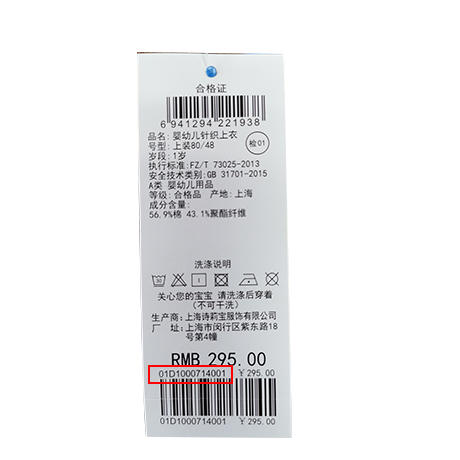 合格证
6 941294 221938
品名: 婴幼儿针织上衣
号型: 上装80/48
检01
岁段: 1岁
执行标准:FZ/T 73025-2013
安全技术类别:GB 31701-2015
A类 婴幼儿用品
等级: 合格品 产地: 上海
成分含量:
56.9%棉 43.1%聚酯纤维
洗涤说明
关心您的宝宝 请洗涤后穿着
(不可干洗)
生产商: 上海诗莉宝服饰有限公司
厂 址: 上海市闵行区紫东路18
号第4幢
RMB 295.00
01D1000714001 ￥295.00
01D1000714001 ￥295.00